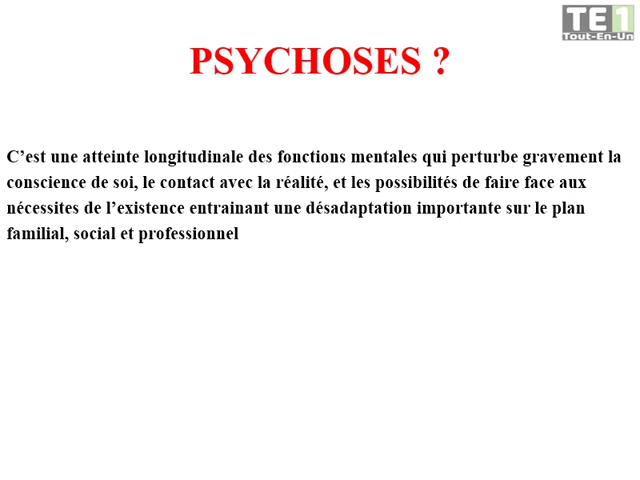 TE1
Tout-En-Un
PSYCHOSES ?
C’est une atteinte longitudinale des fonctions mentales qui perturbe gravement la
conscience de soi, le contact avec la réalité, et les possibilités de faire face aux
nécessites de l’existence entrainant une désadaptation importante sur le plan
familial, social et professionnel